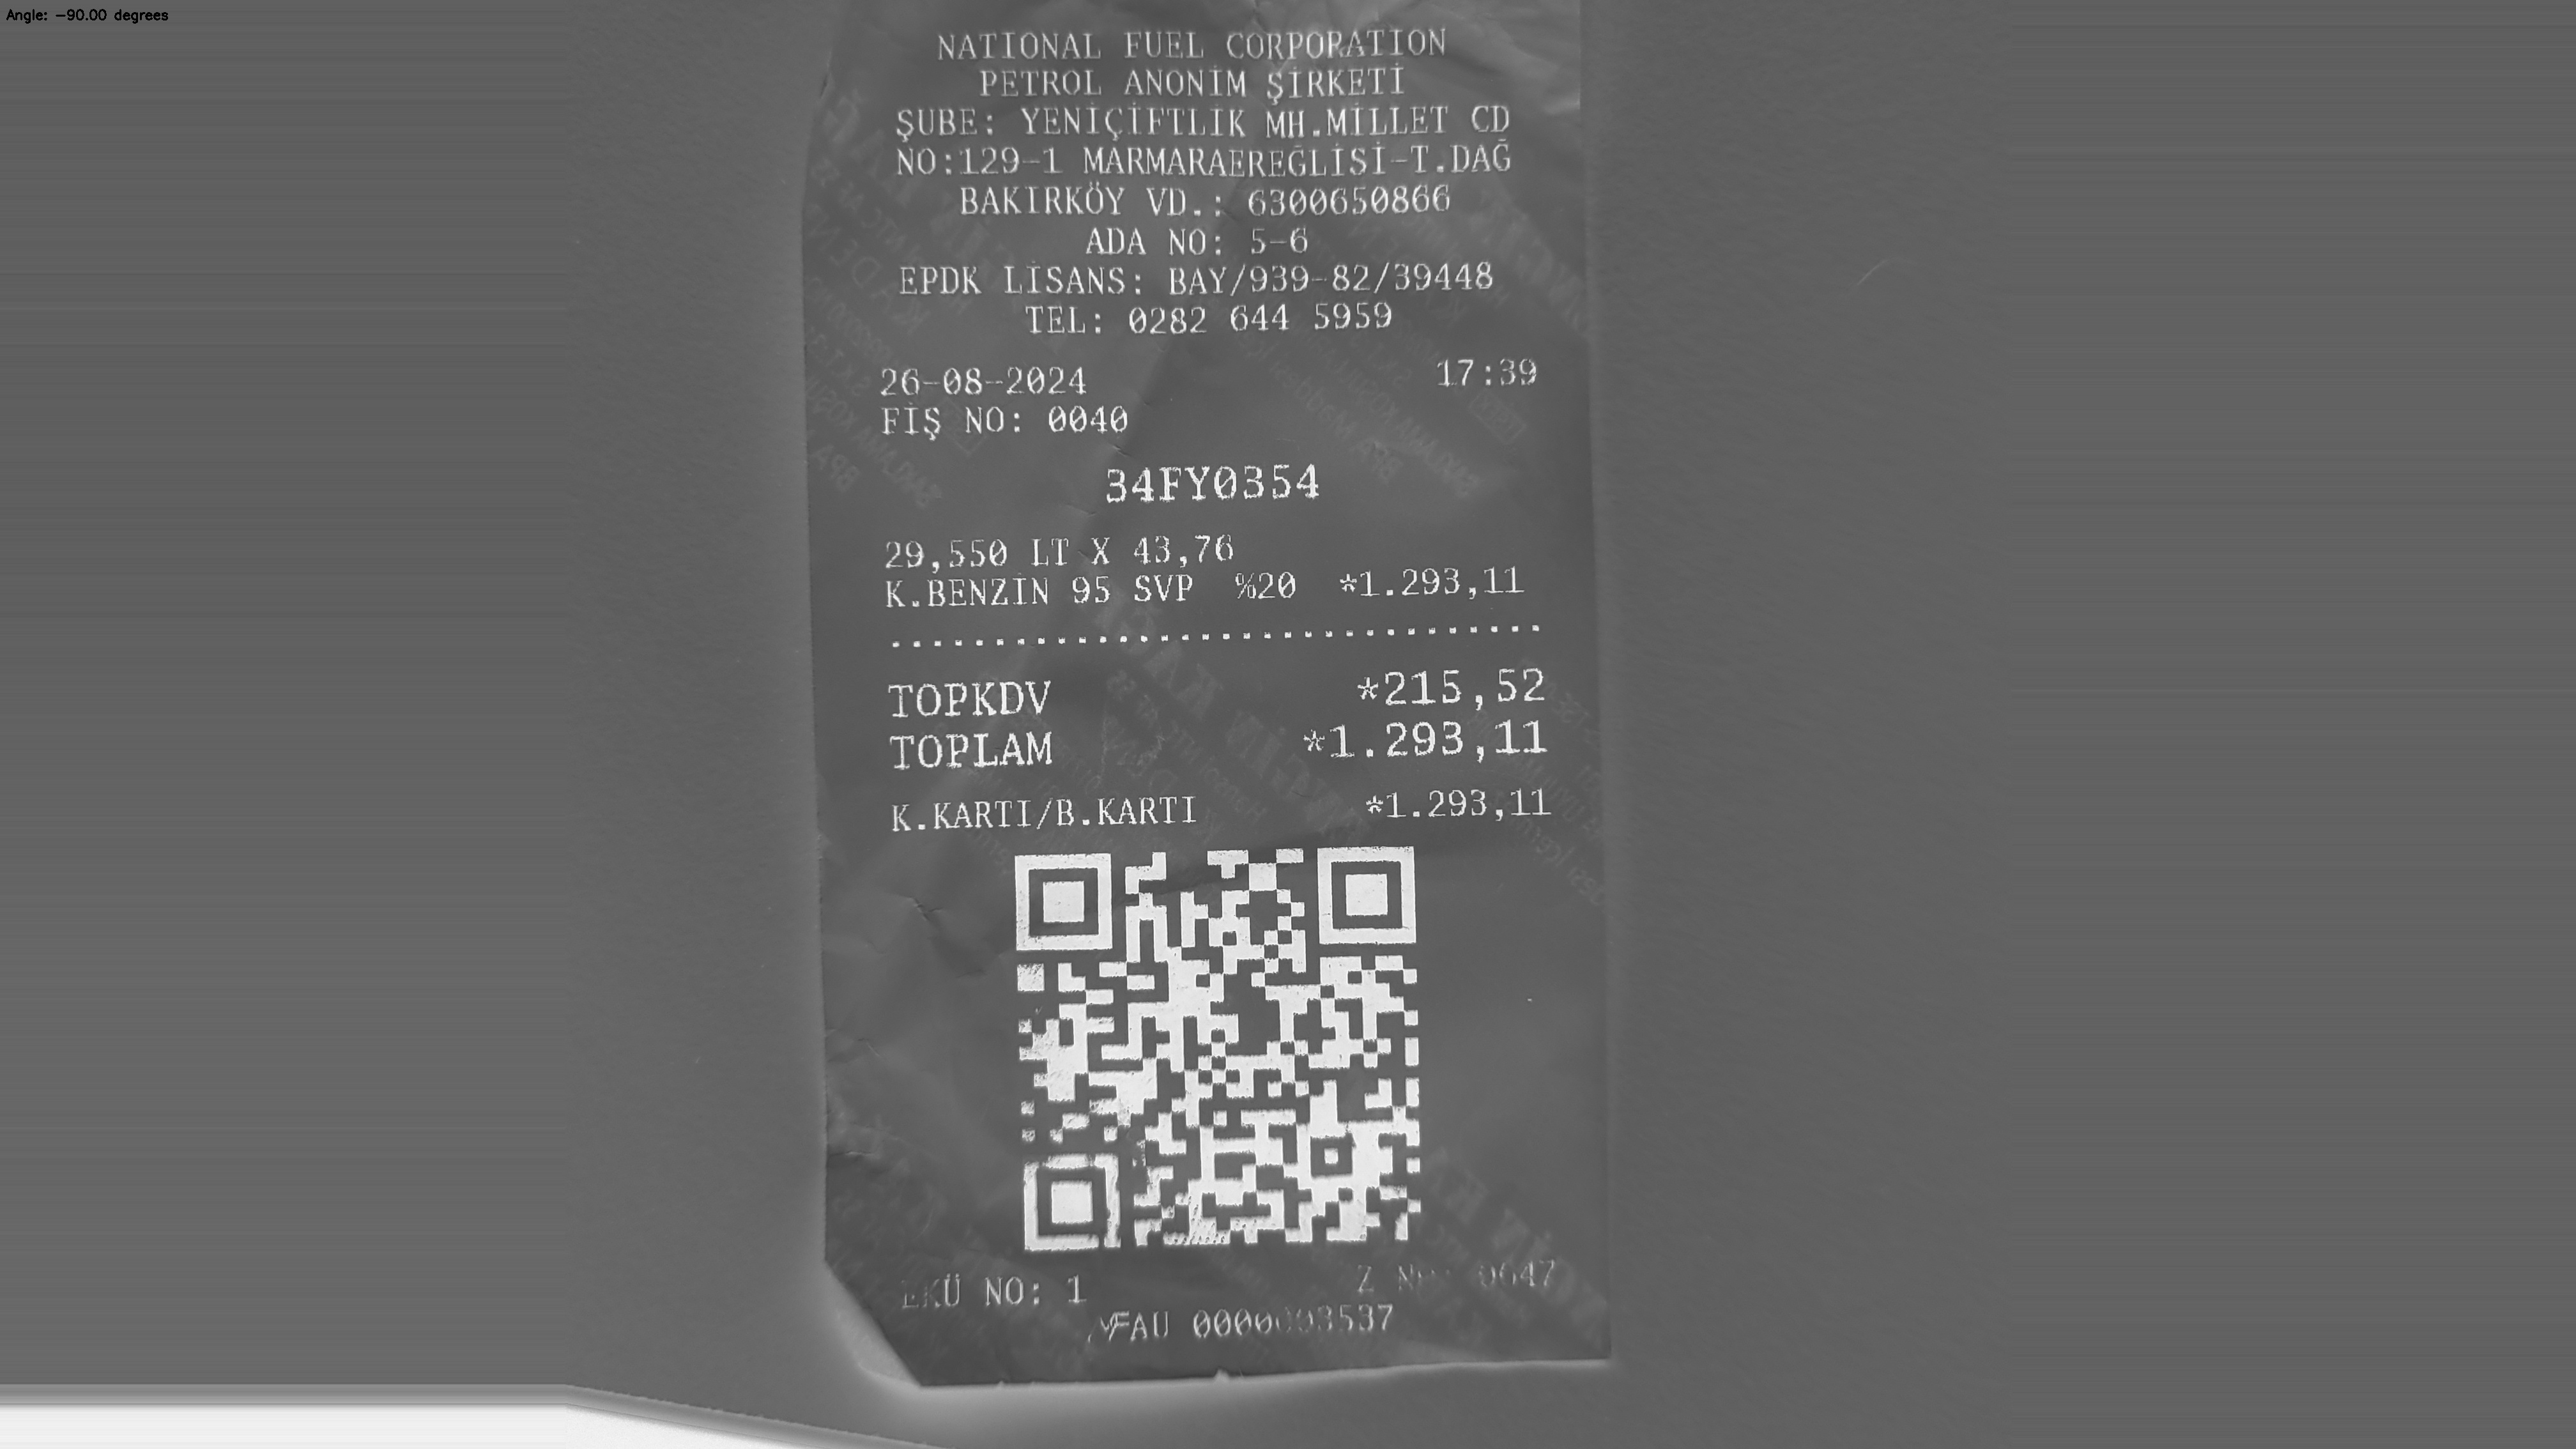 Angle: -90.00 degrees
NATIONAL FUEL CORPORATION
PETROL ANONİM ŞİRKETİ
ŞUBE: YENİÇİFTLİK MH.MİLLET CD
NO:129-1 MARMARAEREĞLİSİ-T.DAĞ
BAKIRKÖY VD.: 6300650866
ADA NO: 5-6
EPDK LİSANS: BAY/939-82/39448
TEL: 0282 644 5959
26-08-2024 17:39
FİŞ NO: 0040
34FY0354
29,550 LT X 43,76
K.BENZİN 95 SVP %20 *1.293,11
................................
TOPKDV *215,52
TOPLAM *1.293,11
K.KARTI/B.KARTI *1.293,11
EKÜ NO: 1 Z No: 0647
FAU 0000003537